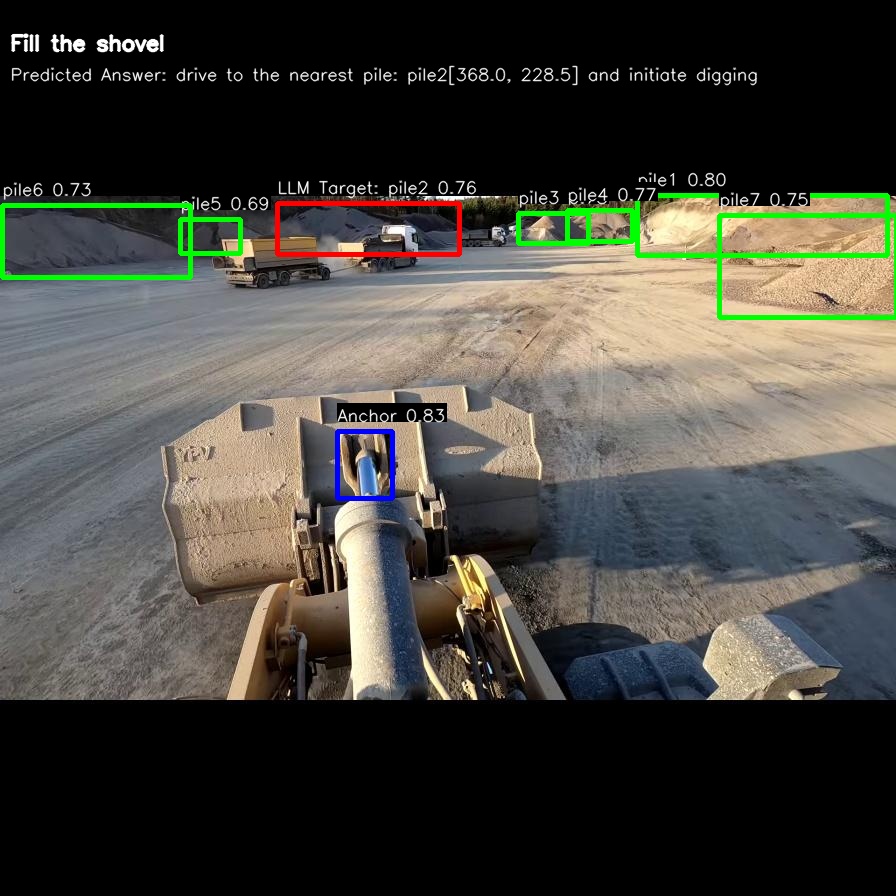 Fill the shovel
Predicted Answer: drive to the nearest pile: pile2[368.0, 228.5] and initiate digging
pile6 0.73
pile5 0.69
LLM Target: pile2 0.76
pile3
pile4 0.77
pile1 0.80
pile7 0.75
Anchor 0.83